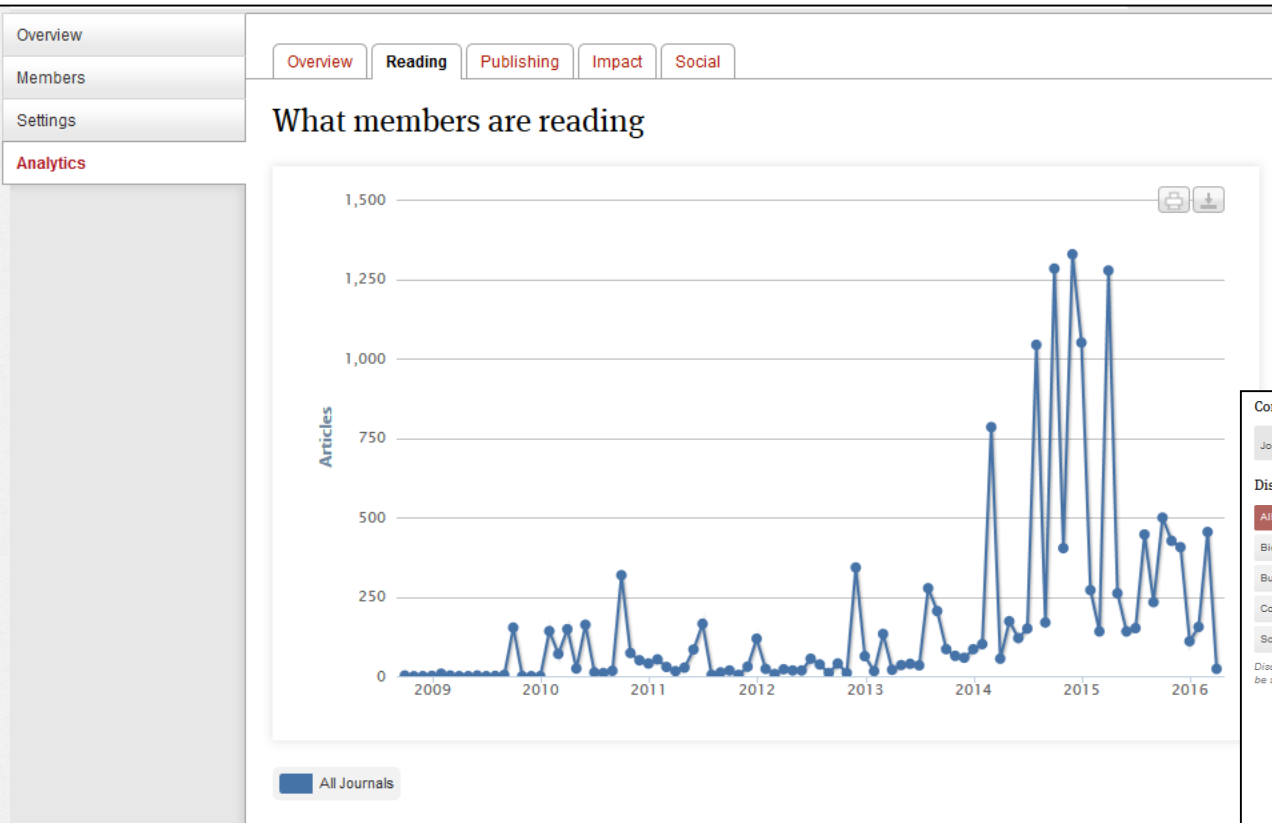 Overview
Members
Settings
Analytics
Overview Reading Publishing Impact Social
What members are reading
1,500
1,250
1,000
750
500
250
0
Articles
2009 2010 2011 2012 2013 2014 2015 2016
All Journals